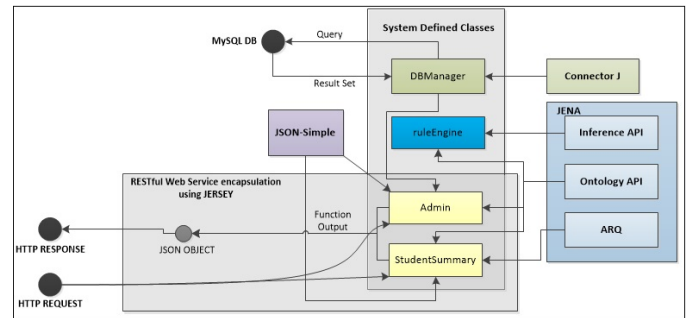 System Defined Classes
Query
MySQL DB
Result Set
DBManager
Connector J
JENA
JSON-Simple
ruleEngine
Inference API
RESTful Web Service encapsulation
using JERSEY
Ontology API
Function
Output
Admin
HTTP RESPONSE
JSON OBJECT
ARQ
StudentSummary
HTTP REQUEST